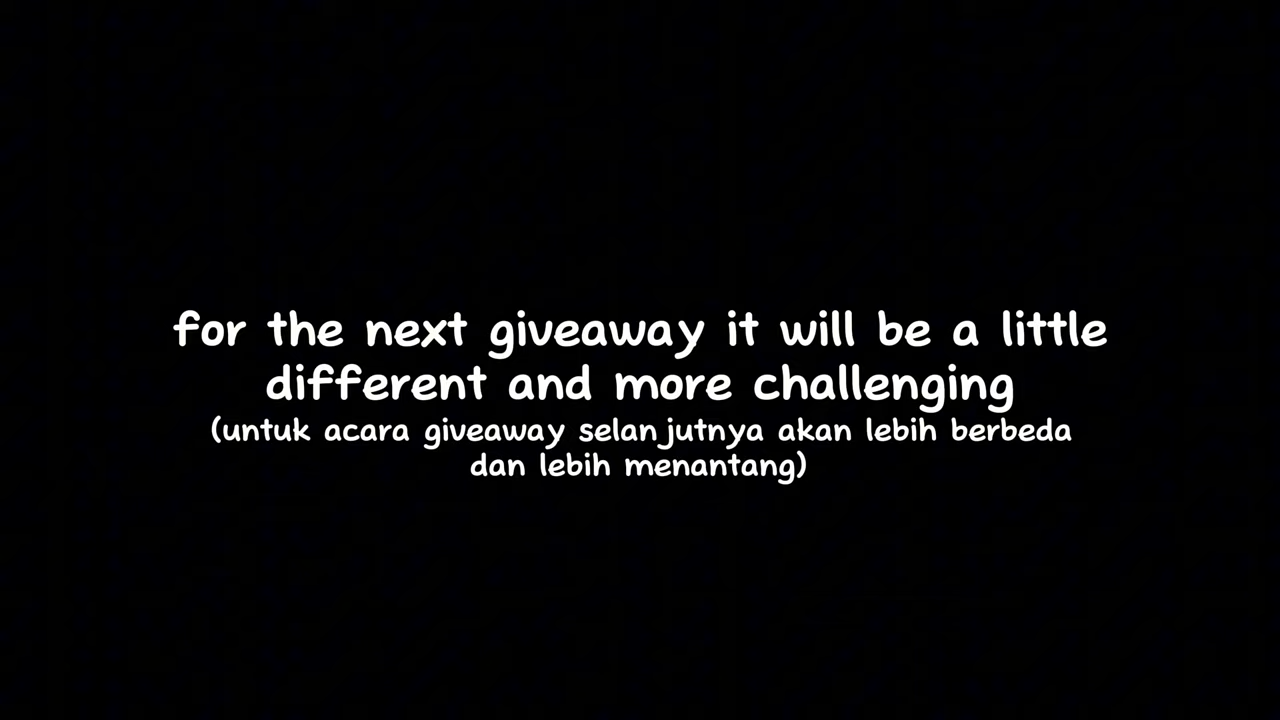 for the next giveaway it will be a little
different and more challenging
(untuk acara giveaway selanjutnya akan lebih berbeda
dan lebih menantang)